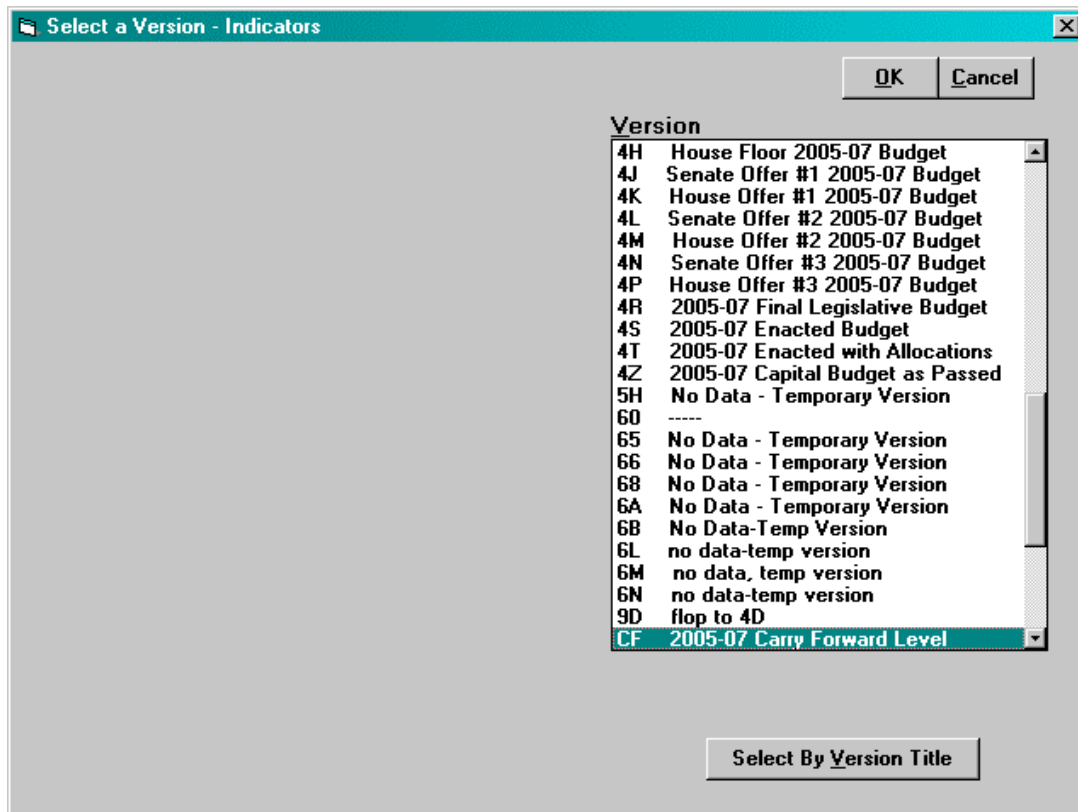 Select a Version - Indicators
OK Cancel
Version
4H House Floor 2005-07 Budget
4J Senate Offer #1 2005-07 Budget
4K House Offer #1 2005-07 Budget
4L Senate Offer #2 2005-07 Budget
4M House Offer #2 2005-07 Budget
4N Senate Offer #3 2005-07 Budget
4P House Offer #3 2005-07 Budget
4R 2005-07 Final Legislative Budget
4S 2005-07 Enacted Budget
4T 2005-07 Enacted with Allocations
4Z 2005-07 Capital Budget as Passed
5H No Data - Temporary Version
60 -----
65 No Data - Temporary Version
66 No Data - Temporary Version
68 No Data - Temporary Version
6A No Data - Temporary Version
6B No Data-Temp Version
6L no data-temp version
6M no data, temp version
6N no data-temp version
9D flop to 4D
CF 2005-07 Carry Forward Level
Select By Version Title